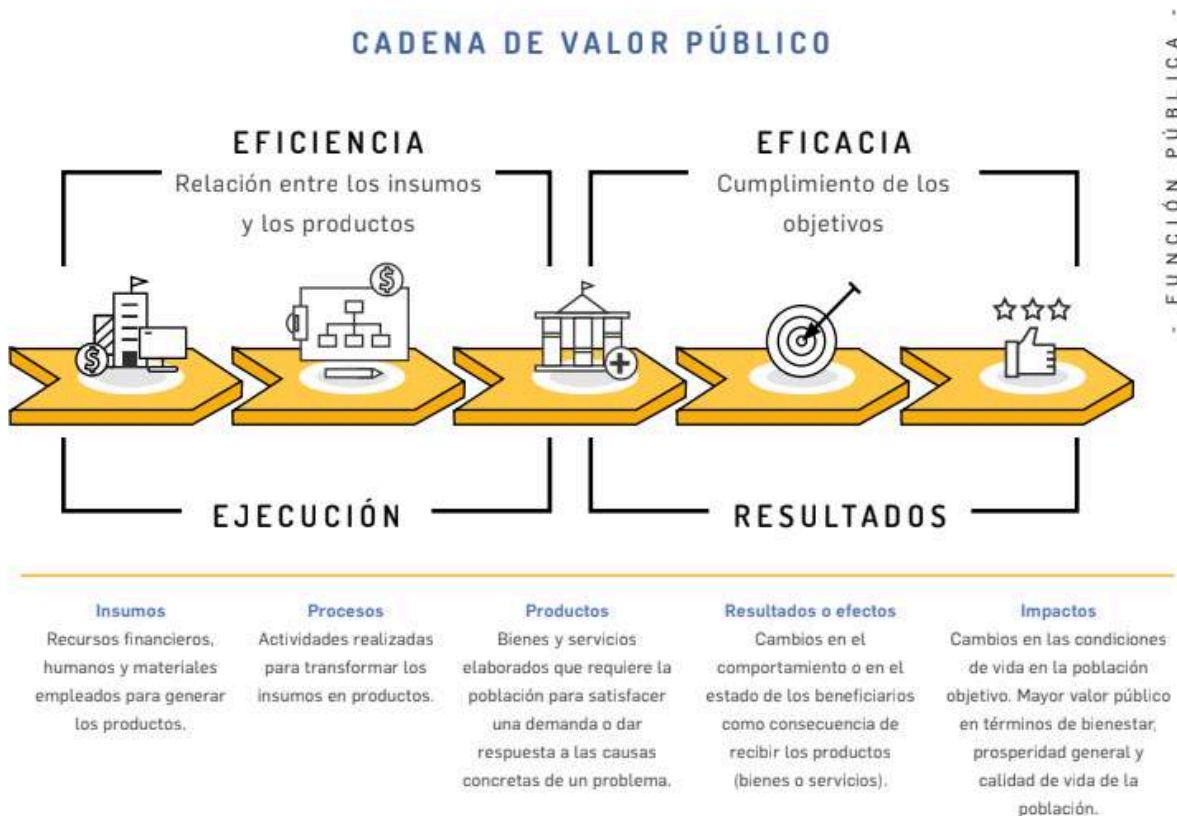 CADENA DE VALOR PÚBLICO
- FUNCIÓN PÚBLICA -
EFICIENCIA
Relación entre los insumos
y los productos
EFICACIA
Cumplimiento de los
objetivos
$
$
EJECUCIÓN
RESULTADOS
Insumos
Recursos financieros,
humanos y materiales
empleados para generar
los productos.
Procesos
Actividades realizadas
para transformar los
insumos en productos.
Productos
Bienes y servicios
elaborados que requiere la
población para satisfacer
una demanda o dar
respuesta a las causas
concretas de un problema.
Resultados o efectos
Cambios en el
comportamiento o en el
estado de los beneficiarios
como consecuencia de
recibir los productos
(bienes o servicios).
Impactos
Cambios en las condiciones
de vida en la población
objetivo. Mayor valor público
en términos de bienestar,
prosperidad general y
calidad de vida de la
población.